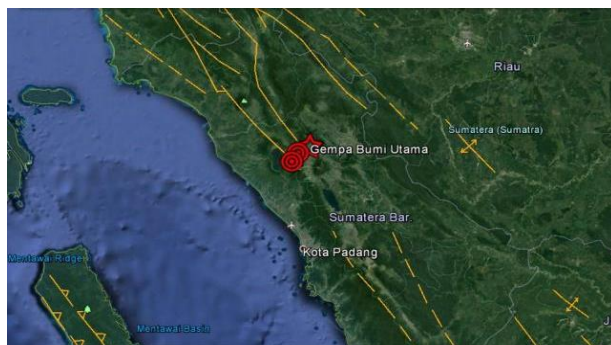 Riau
Sumatera (Sumatra)
Gempa Bumi Utama
Sumatera Bar.
Kota Padang
Mentawai Ridge
Mentawai Basin
J